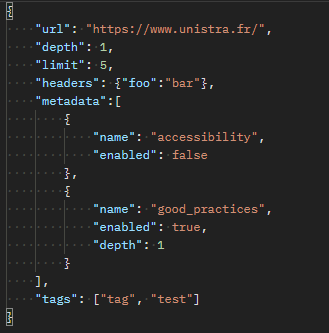 {
    "url": "https://www.unistra.fr/",
    "depth": 1,
    "limit": 5,
    "headers": {"foo":"bar"},
    "metadata":[
        {
            "name": "accessibility",
            "enabled": false
        },
        {
            "name": "good_practices",
            "enabled": true,
            "depth": 1
        }
    ],
    "tags": ["tag", "test"]
}